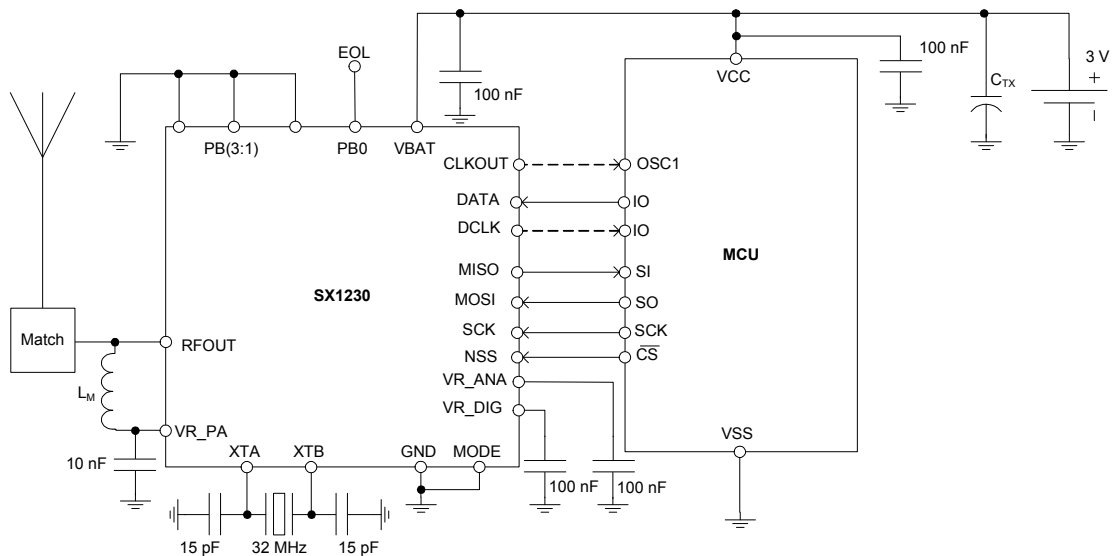 EOL
100 nF
100 nF
3 V
+
C_TX
VCC
PB(3:1)
PB0
VBAT
CLKOUT
OSC1
DATA
IO
DCLK
IO
MCU
MISO
SI
SX1230
MOSI
SO
SCK
SCK
NSS
CS
Match
RFOUT
VR_ANA
L_M
VR_DIG
VR_PA
VSS
XTA
XTB
GND
MODE
10 nF
100 nF
100 nF
15 pF
32 MHz
15 pF